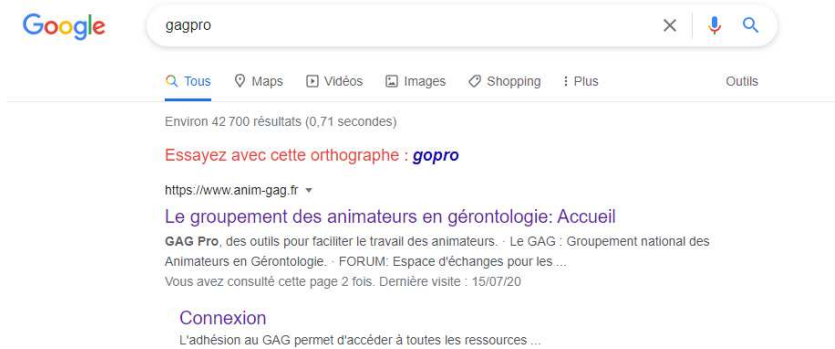 Google
gagpro
Tous Maps Vidéos Images Shopping Plus Outils
Environ 42 700 résultats (0,71 secondes)
Essayez avec cette orthographe : gopro
https://www.anim-gag.fr
Le groupement des animateurs en gérontologie: Accueil
GAG Pro, des outils pour faciliter le travail des animateurs. · Le GAG : Groupement national des
Animateurs en Gérontologie. · FORUM: Espace d'échanges pour les ...
Vous avez consulté cette page 2 fois. Dernière visite : 15/07/20
Connexion
L'adhésion au GAG permet d'accéder à toutes les ressources ...